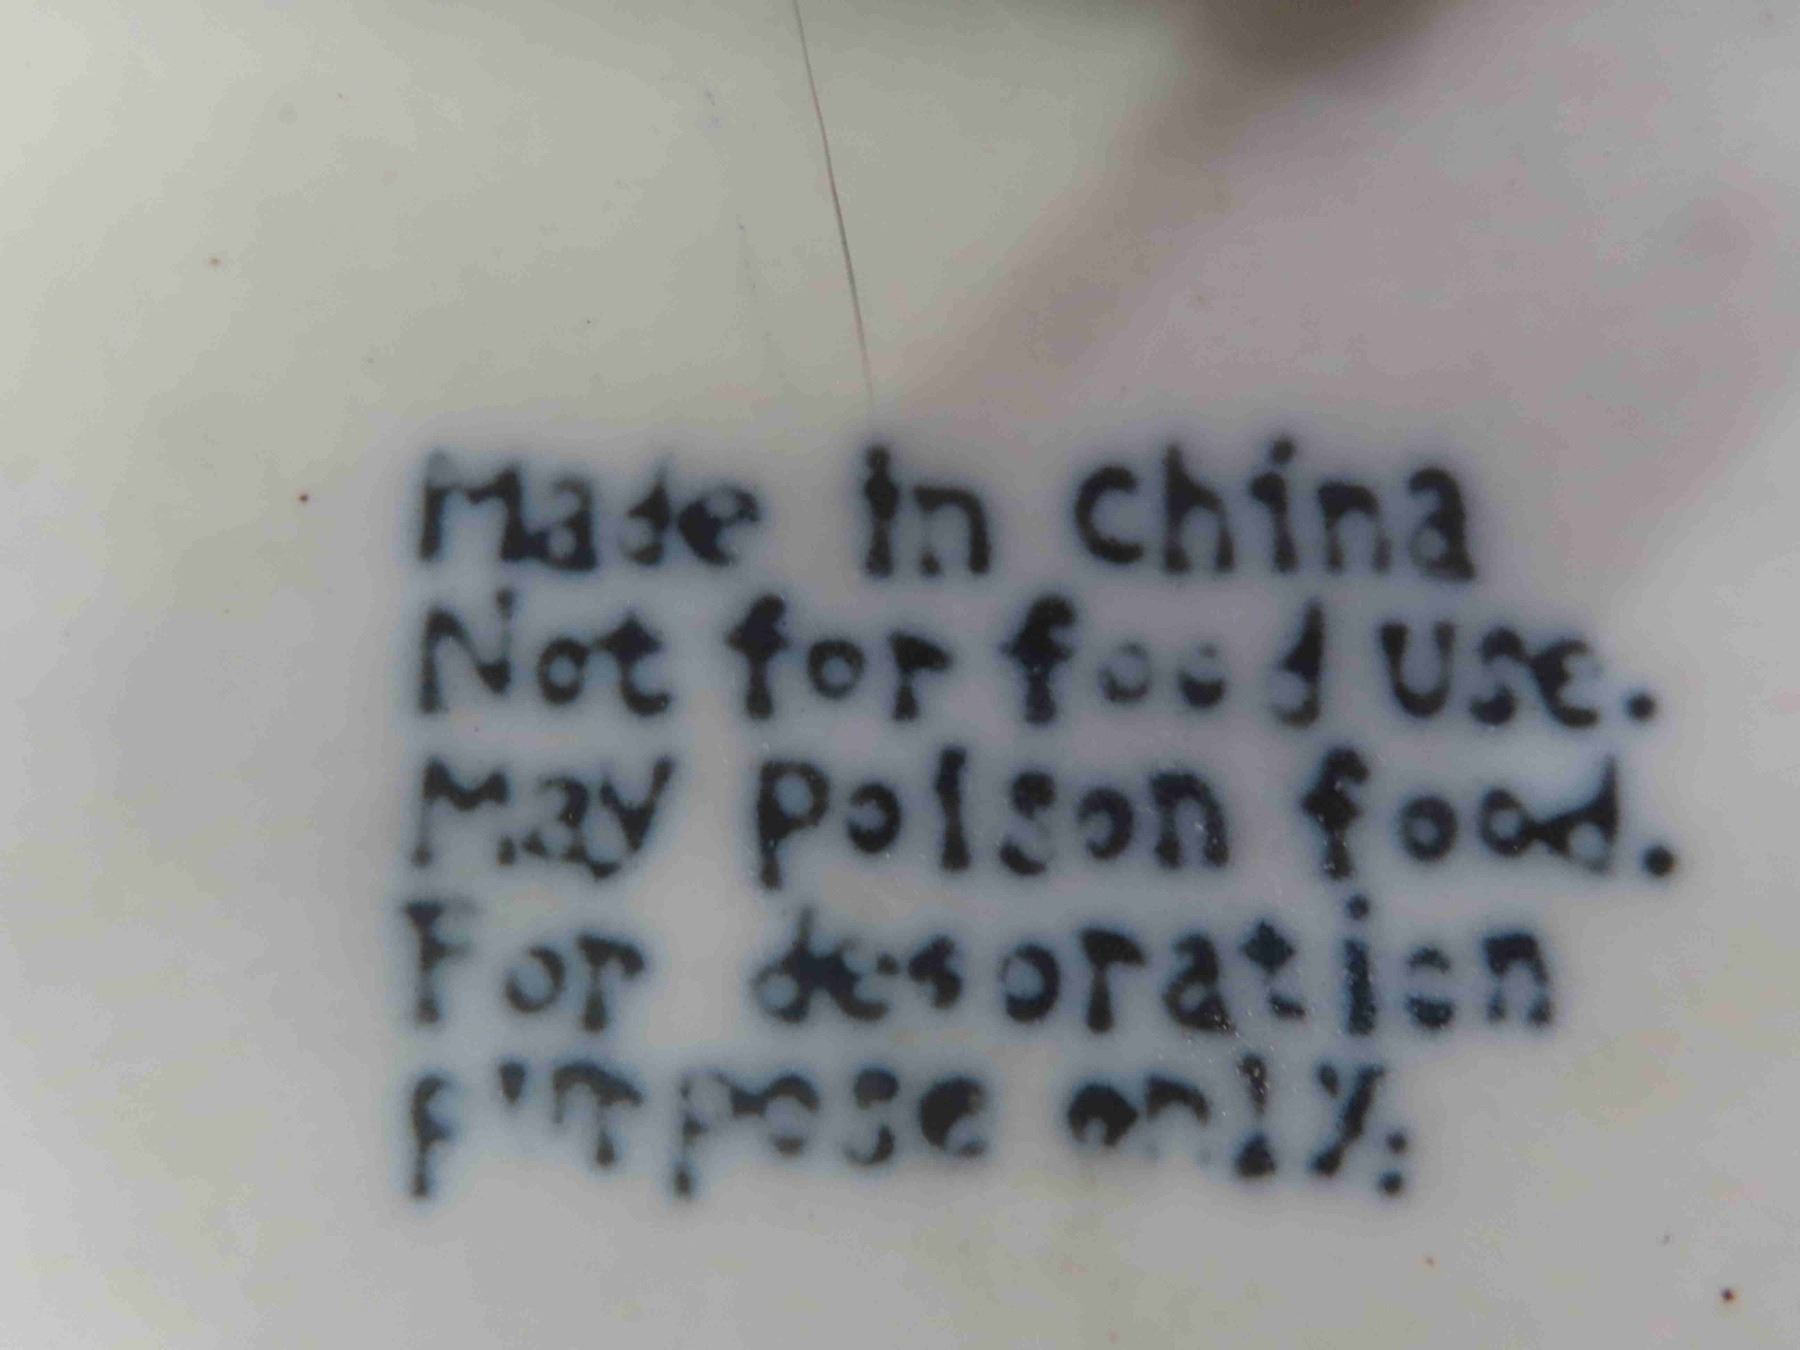 Made in China
Not for food use.
May poison food.
For decoration
purpose only.